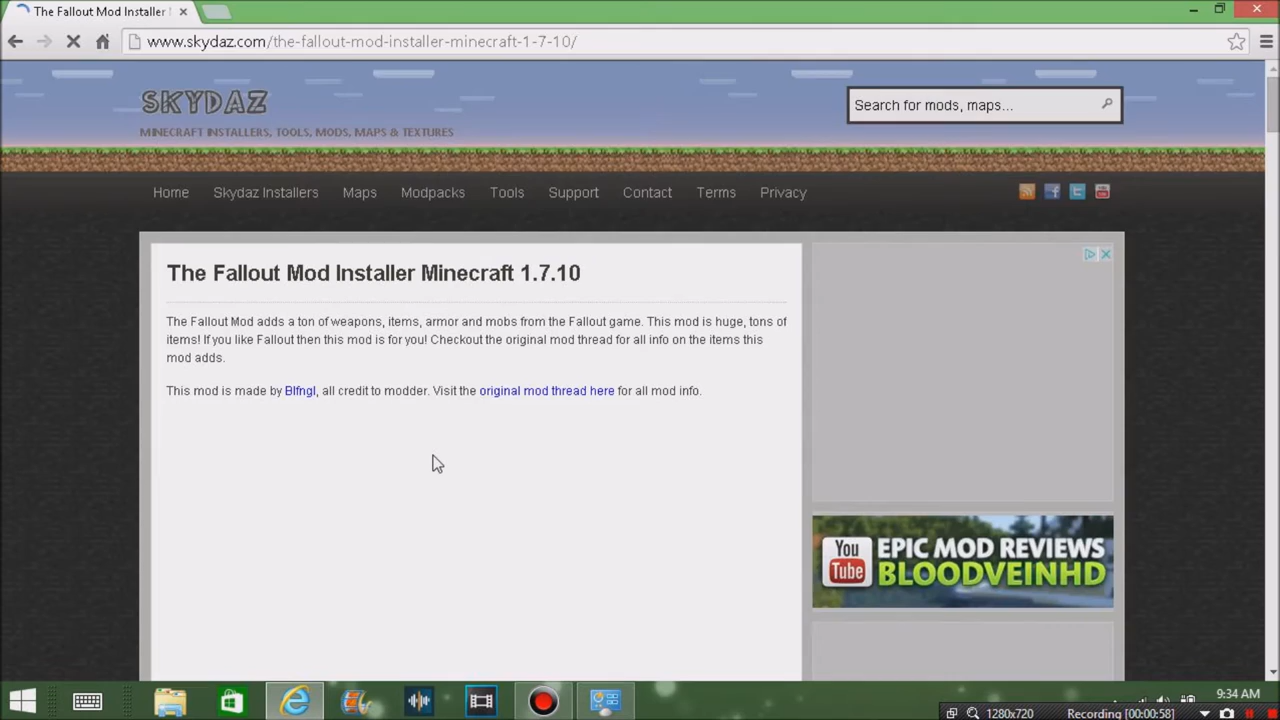 The Fallout Mod Installer
www.skydaz.com/the-fallout-mod-installer-minecraft-1-7-10/
SKYDAZ
MINECRAFT INSTALLERS, TOOLS, MODS, MAPS & TEXTURES
Search for mods, maps...
Home Skydaz Installers Maps Modpacks Tools Support Contact Terms Privacy
The Fallout Mod Installer Minecraft 1.7.10
The Fallout Mod adds a ton of weapons, items, armor and mobs from the Fallout game. This mod is huge, tons of
items! If you like Fallout then this mod is for you! Checkout the original mod thread for all info on the items this
mod adds.
This mod is made by Blfngl, all credit to modder. Visit the original mod thread here for all mod info.
You Tube
EPIC MOD REVIEWS
BLOODVEINHD
9:34 AM
1280x720 Recording [00:00:58]